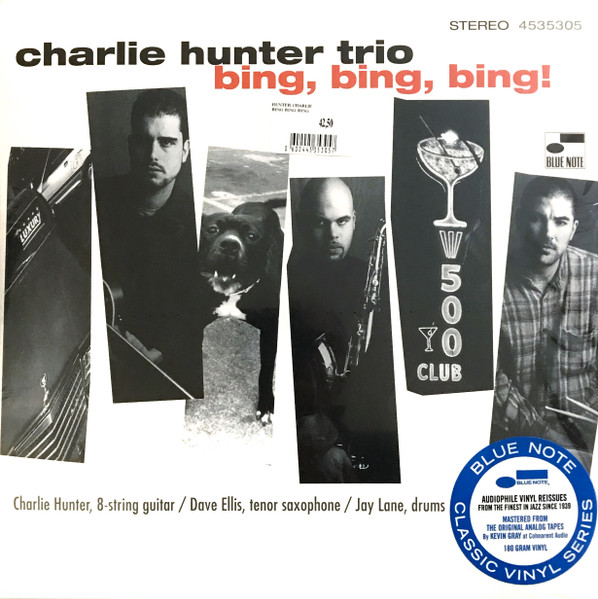 STEREO 4535305
charlie hunter trio
bing, bing, bing!
HUNTER CHARLIE
BING BING BING
42,50
BLUE NOTE
LUXURY
500
CLUB
Charlie Hunter, 8-string guitar / Dave Ellis, tenor saxophone / Jay Lane, drums
BLUE NOTE
BLUE NOTE
AUDIOPHILE VINYL REISSUES
FROM THE FINEST IN JAZZ SINCE 1939
MASTERED FROM
THE ORIGINAL ANALOG TAPES
By KEVIN GRAY at Cohearent Audio
180 GRAM VINYL
CLASSIC VINYL SERIES